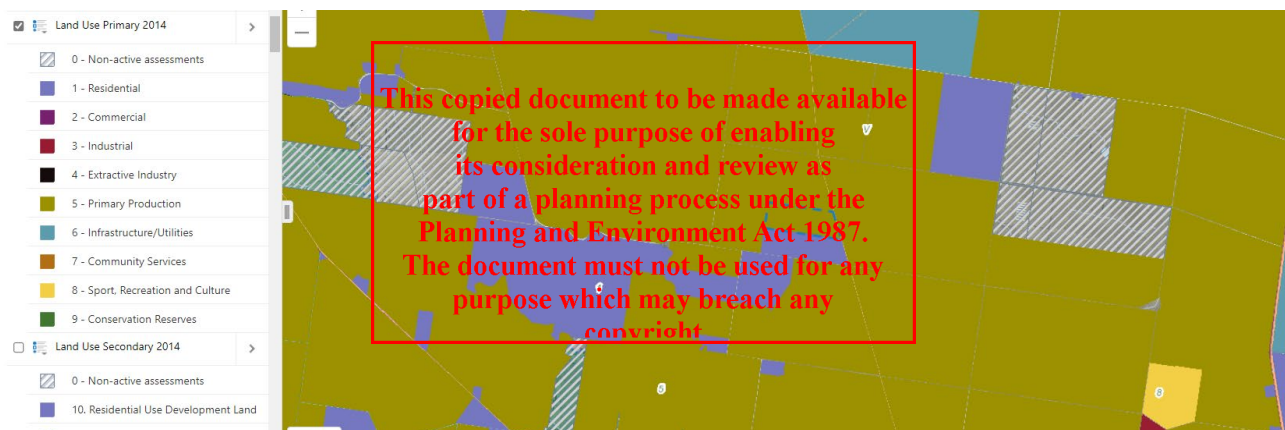 Land Use Primary 2014
0 - Non-active assessments
1 - Residential
2 - Commercial
3 - Industrial
4 - Extractive Industry
5 - Primary Production
6 - Infrastructure/Utilities
7 - Community Services
8 - Sport, Recreation and Culture
9 - Conservation Reserves
Land Use Secondary 2014
0 - Non-active assessments
10. Residential Use Development Land
This copied document to be made available
for the sole purpose of enabling
its consideration and review as
part of a planning process under the
Planning and Environment Act 1987.
The document must not be used for any
purpose which may breach any
copyright
5
8